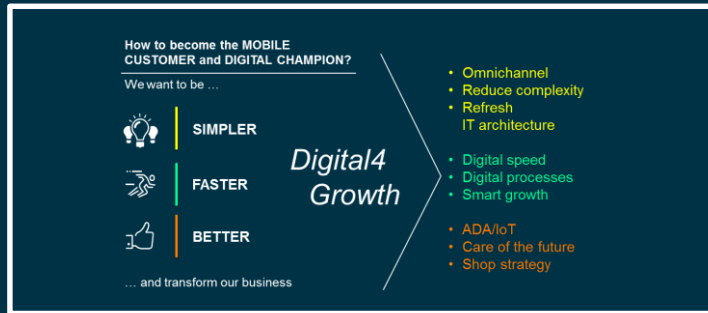 How to become the MOBILE
CUSTOMER and DIGITAL CHAMPION?
We want to be ...
SIMPLER
FASTER
BETTER
... and transform our business
Digital4
Growth
• Omnichannel
• Reduce complexity
• Refresh
IT architecture
• Digital speed
• Digital processes
• Smart growth
• ADA/IoT
• Care of the future
• Shop strategy